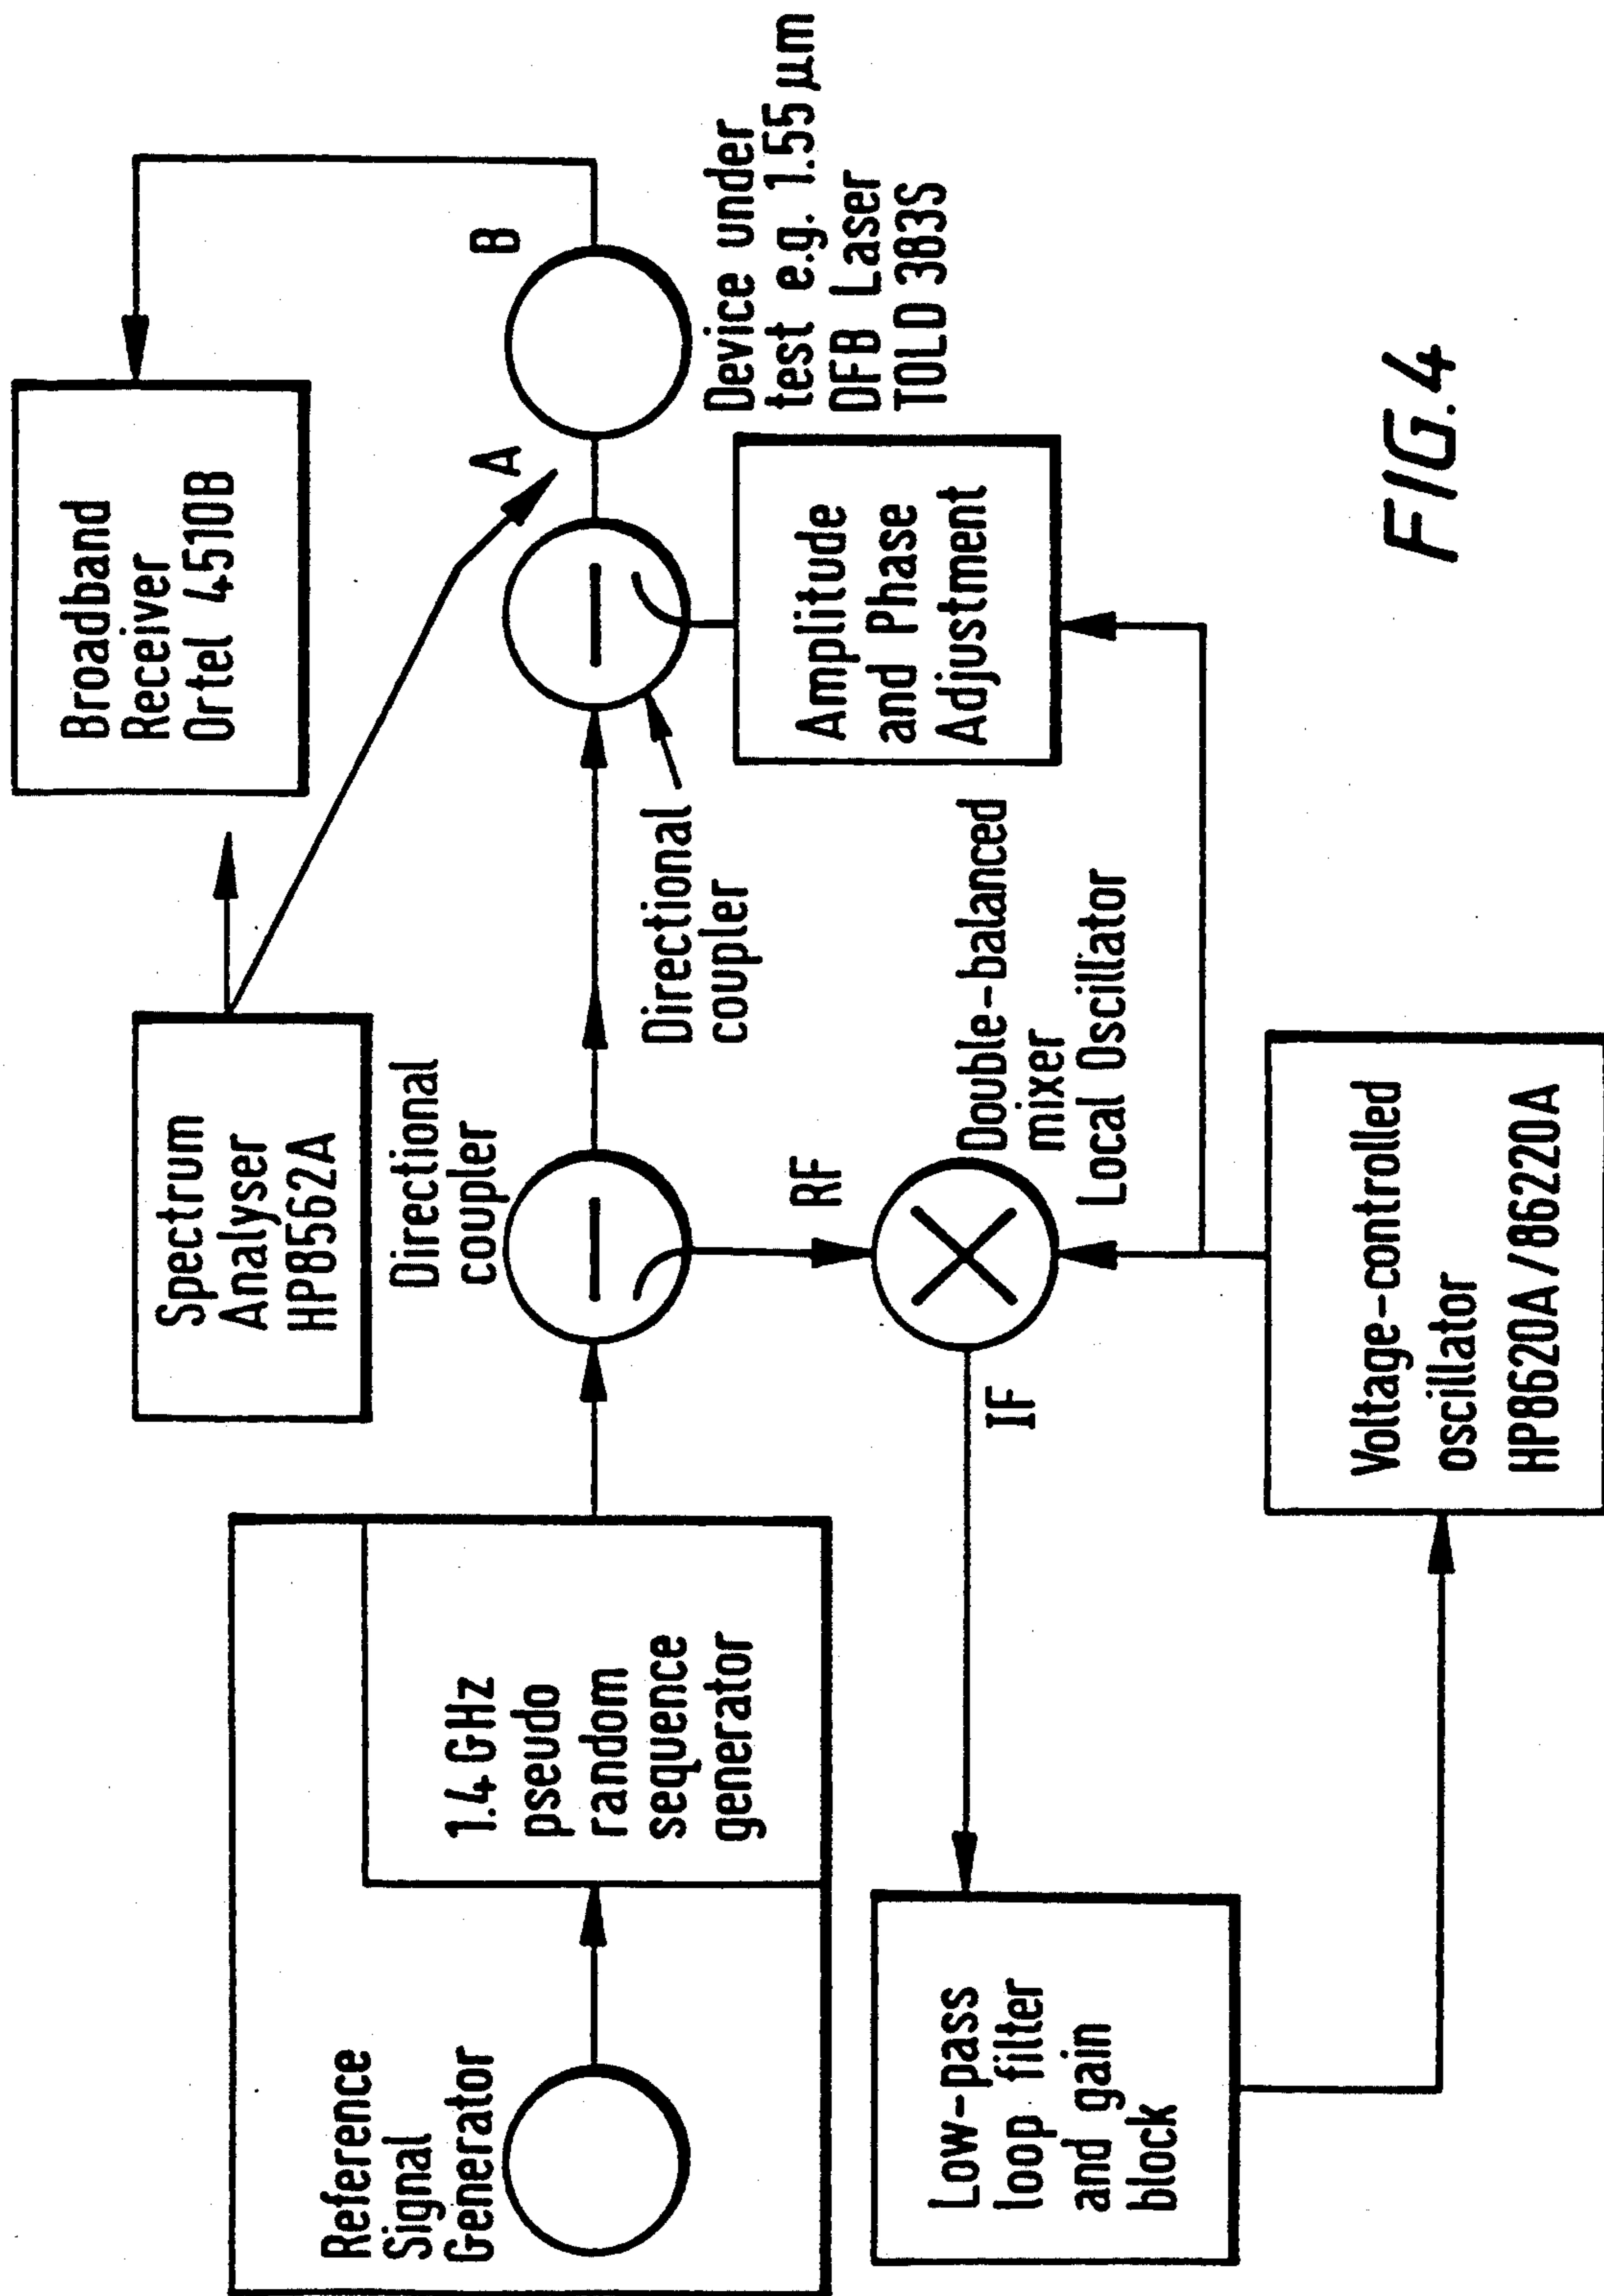 Reference
Signal
Generator
1.4 GHz
pseudo
random
sequence
generator
Spectrum
Analyser
HP8562A
Broadband
Receiver
Ortel 4510B
Directional
coupler
Directional
coupler
A
B
Device under
test e.g. 1.55 µm
DFB Laser
TOLD 383S
Amplitude
and Phase
Adjustment
RF
IF
Double-balanced
mixer
Local Oscillator
Low-pass
loop filter
and gain
block
Voltage-controlled
oscillator
HP8620A/86220A
FIG.4